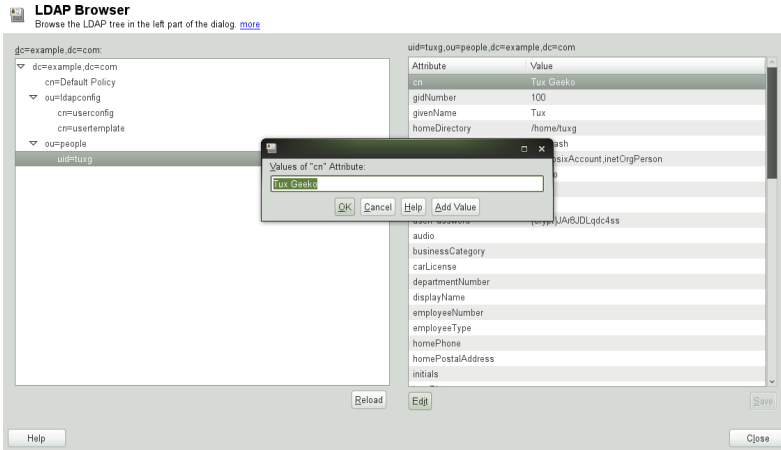 LDAP Browser
Browse the LDAP tree in the left part of the dialog. more
dc=example,dc=com:
dc=example,dc=com
cn=Default Policy
ou=ldapconfig
cn=userconfig
cn=usertemplate
ou=people
uid=tuxg
Reload
uid=tuxg,ou=people,dc=example,dc=com
Attribute Value
cn Tux Geeko
gidNumber 100
givenName Tux
homeDirectory /home/tuxg
Values of "cn" Attribute:
Tux Geeko
OK Cancel Help Add Value
audio
businessCategory
carLicense
departmentNumber
displayName
employeeNumber
employeeType
homePhone
homePostalAddress
initials
Edit Save
Help Close